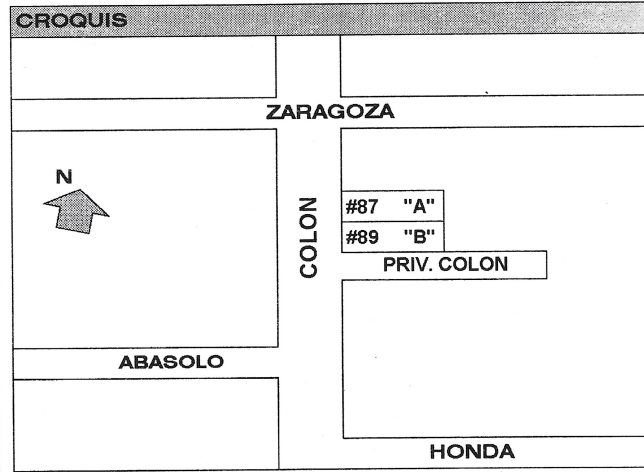 CROQUIS
ZARAGOZA
N
#87 "A"
COLON
#89 "B"
PRIV. COLON
ABASOLO
HONDA